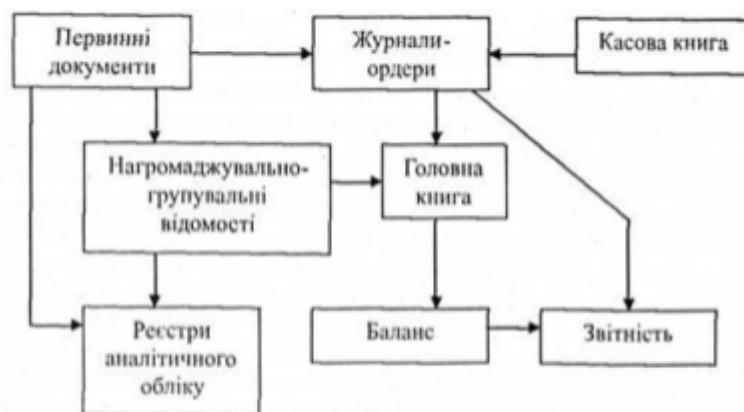 Первинні
документи
Журнали-
ордери
Касова книга
Нагромаджувально-
групувальні
відомості
Головна
книга
Реєстри
аналітичного
обліку
Баланс
Звітність